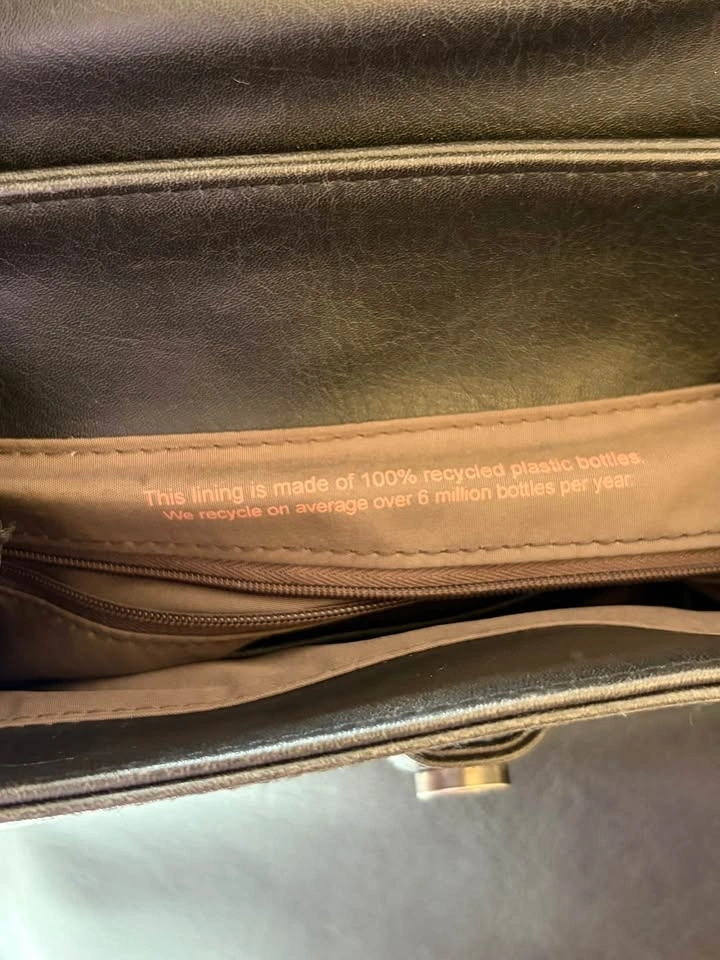 This lining is made of 100% recycled plastic bottles.
We recycle on average over 6 million bottles per year.